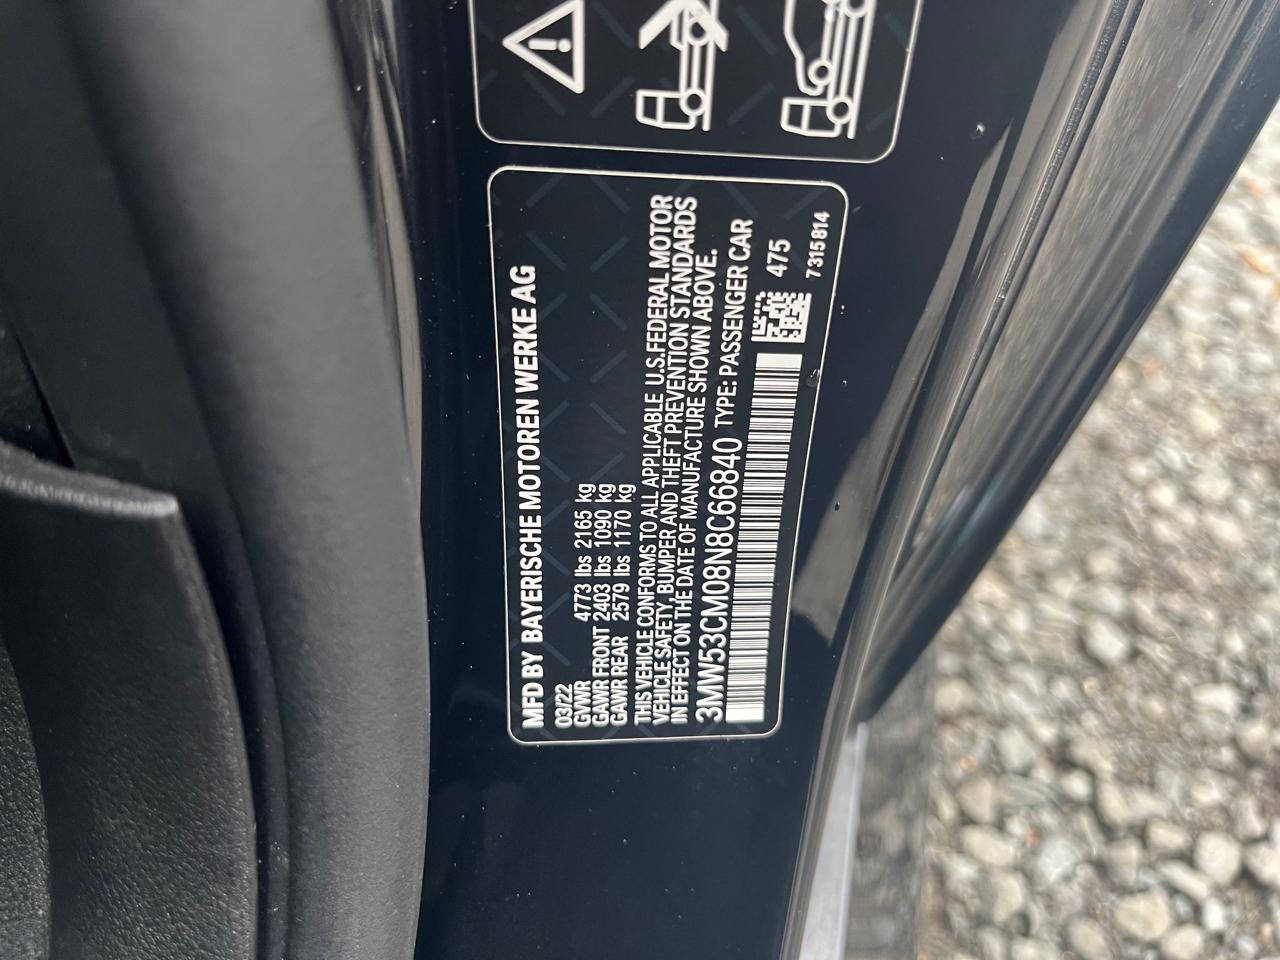 MFD BY BAYERISCHE MOTOREN WERKE AG
03/22
GVWR 4773 lbs 2165 kg
GAWR FRONT 2403 lbs 1090 kg
GAWR REAR 2579 lbs 1170 kg
THIS VEHICLE CONFORMS TO ALL APPLICABLE U.S.FEDERAL MOTOR
VEHICLE SAFETY, BUMPER AND THEFT PREVENTION STANDARDS
IN EFFECT ON THE DATE OF MANUFACTURE SHOWN ABOVE.
3MW53CM08N8C66840 TYPE: PASSENGER CAR
475
7 315 814